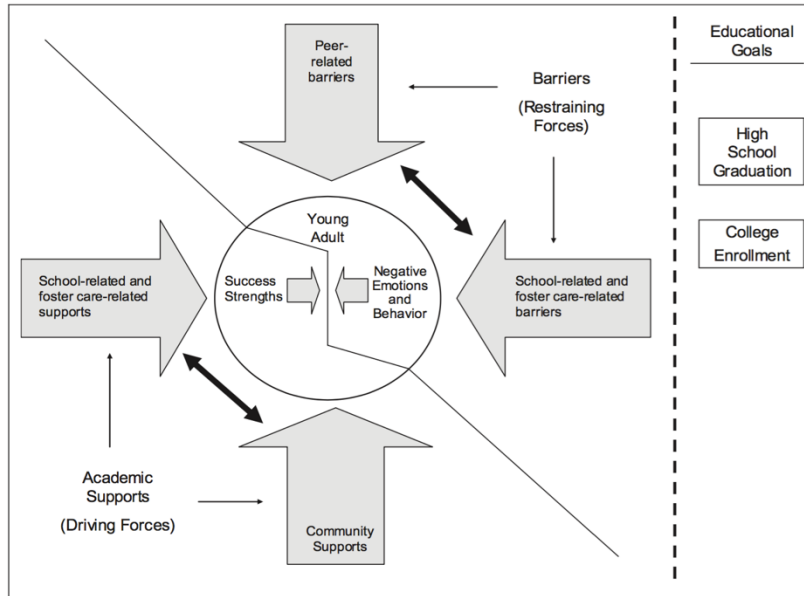 Peer-
related
barriers
Barriers
(Restraining
Forces)
Educational
Goals
High
School
Graduation
College
Enrollment
Young
Adult
Success
Strengths
Negative
Emotions
and
Behavior
School-related and
foster care-related
supports
School-related and
foster care-related
barriers
Academic
Supports
(Driving Forces)
Community
Supports